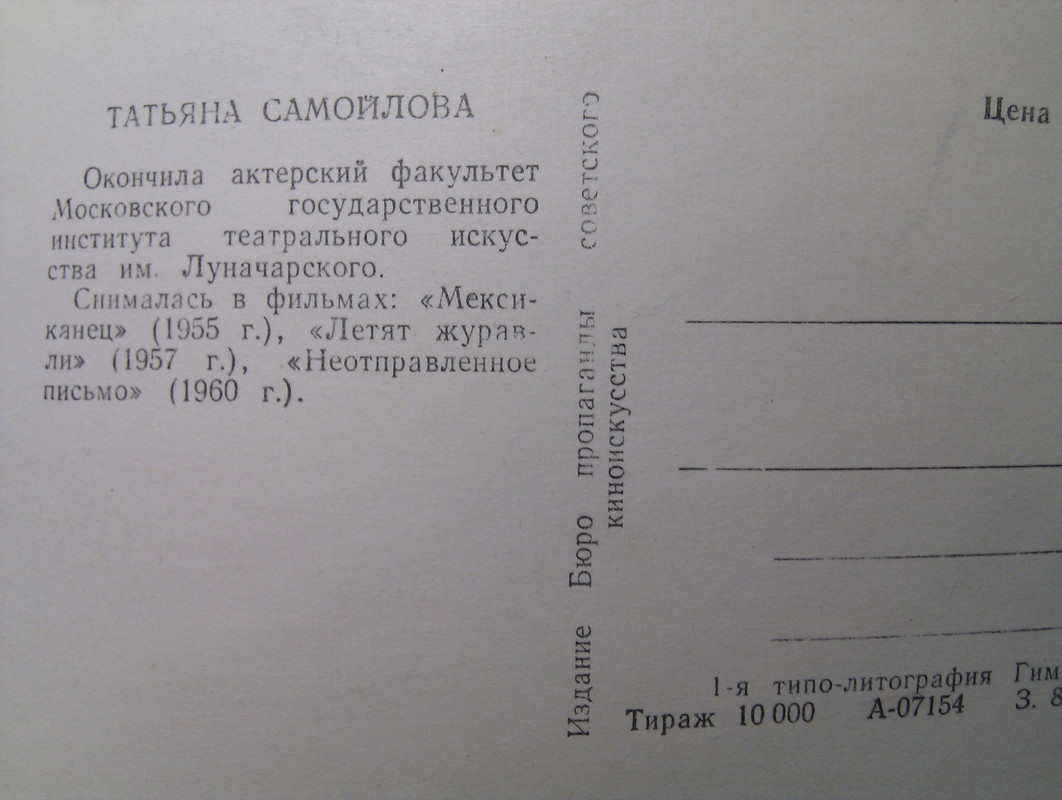 ТАТЬЯНА САМОЙЛОВА
Окончила актерский факультет
Московского государственного
института театрального искус-
ства им. Луначарского.
Снималась в фильмах: «Мекси-
канец» (1955 г.), «Летят журав-
ли» (1957 г.), «Неотправленное
письмо» (1960 г.).
Издание Бюро пропаганды советского
киноискусства
Цена
1-я типо-литография Гим
Тираж 10 000 А-07154 З. 8